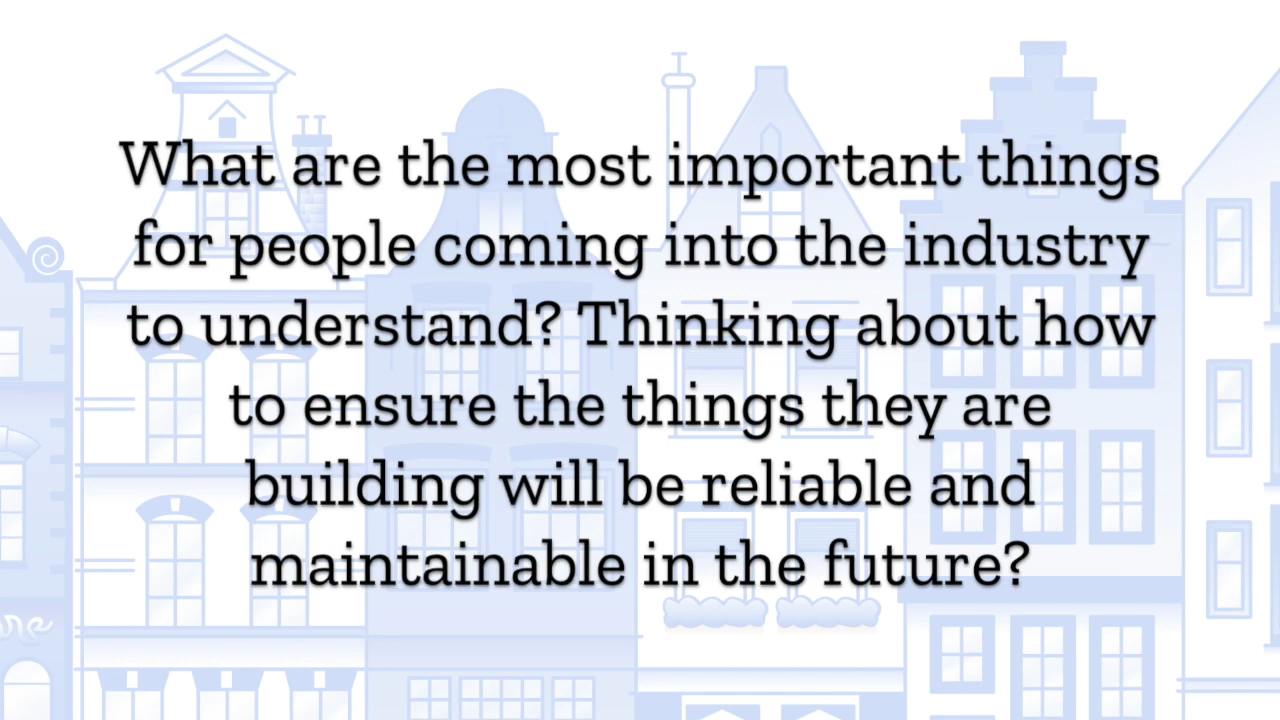 What are the most important things
for people coming into the industry
to understand? Thinking about how
to ensure the things they are
building will be reliable and
maintainable in the future?